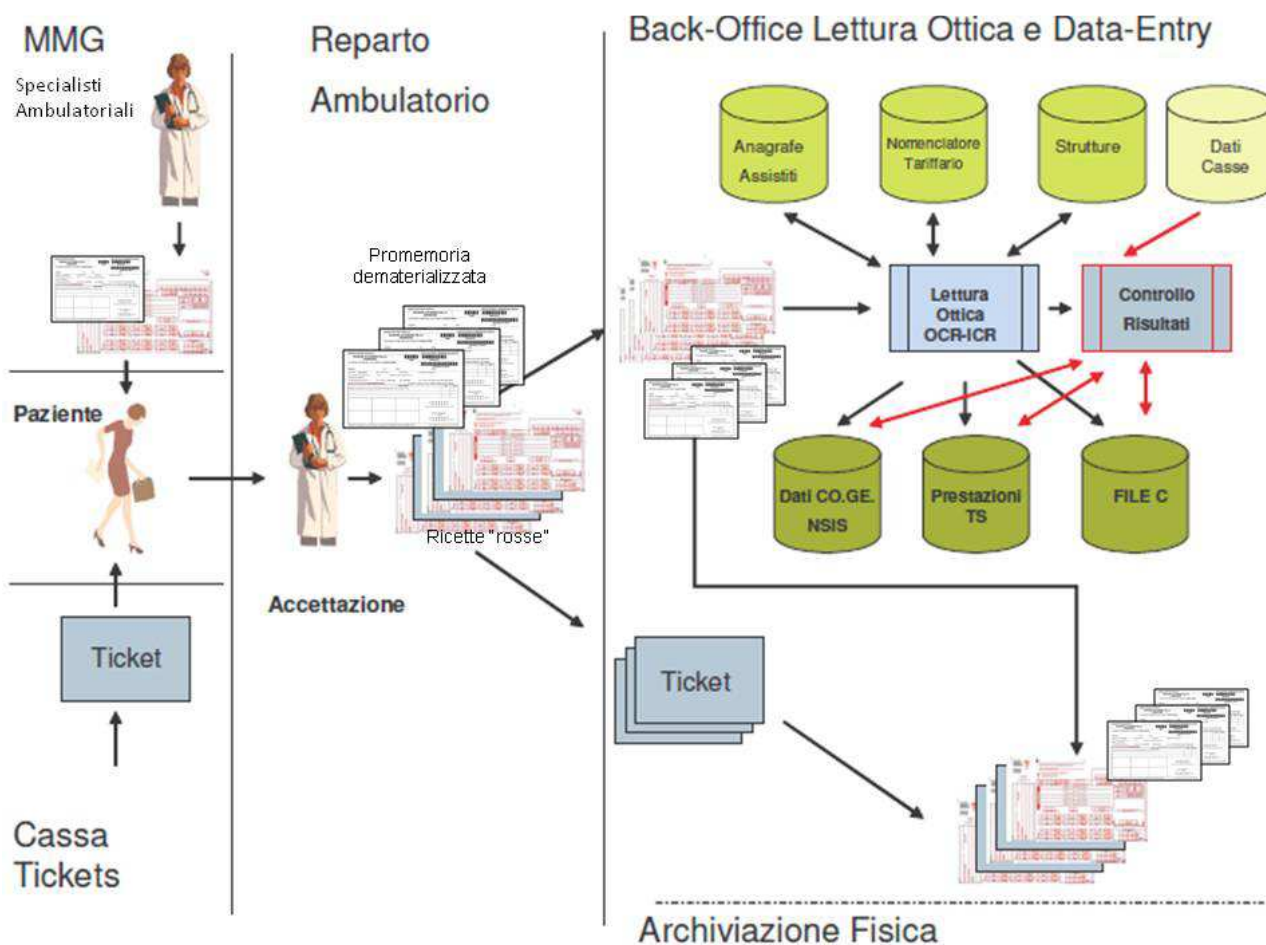 MMG
Specialisti
Ambulatoriali
Paziente
Ticket
Cassa
Tickets
Reparto
Ambulatorio
Promemoria
dematerializzata
Ricette "rosse"
Accettazione
Back-Office Lettura Ottica e Data-Entry
Anagrafe
Assistiti
Nomenclatore
Tariffario
Strutture
Dati
Casse
Lettura
Ottica
OCR-ICR
Controllo
Risultati
Dati CO.GE.
NSIS
Prestazioni
TS
FILE C
Ticket
Archiviazione Fisica